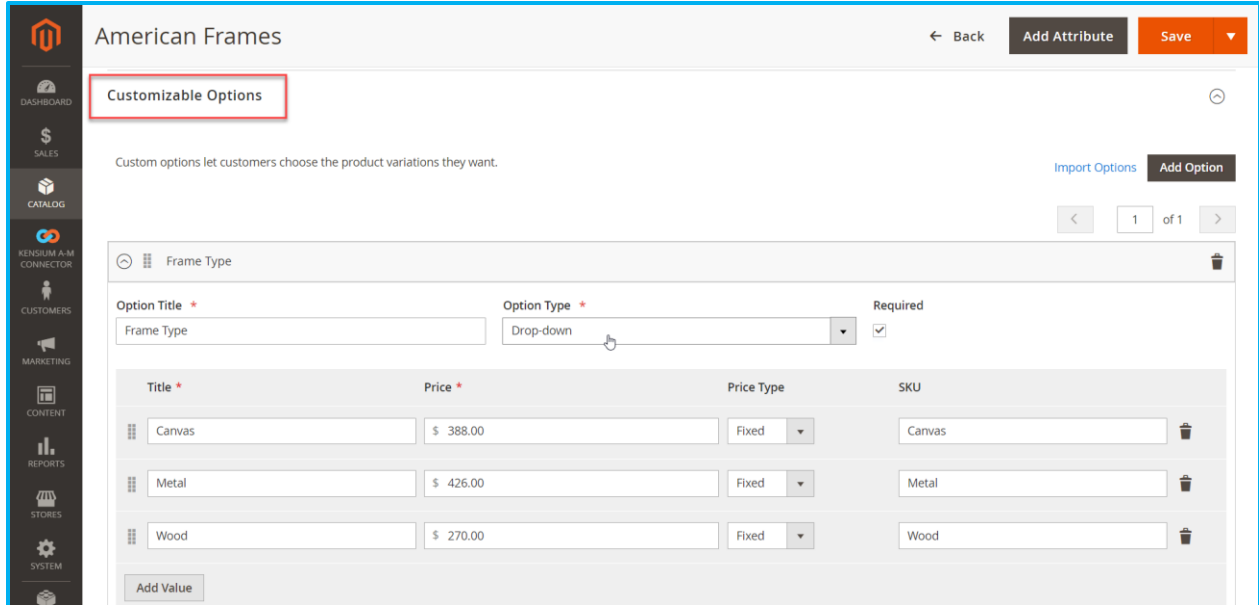 American Frames
← Back
Add Attribute
Save
DASHBOARD
SALES
CATALOG
KENSIUM A-M
CONNECTOR
CUSTOMERS
MARKETING
CONTENT
REPORTS
STORES
SYSTEM
Customizable Options
Custom options let customers choose the product variations they want.
Import Options
Add Option
1 of 1
Frame Type
Option Title *
Option Type *
Required
Frame Type
Drop-down
Title * Price * Price Type SKU
Canvas $ 388.00 Fixed Canvas
Metal $ 426.00 Fixed Metal
Wood $ 270.00 Fixed Wood
Add Value